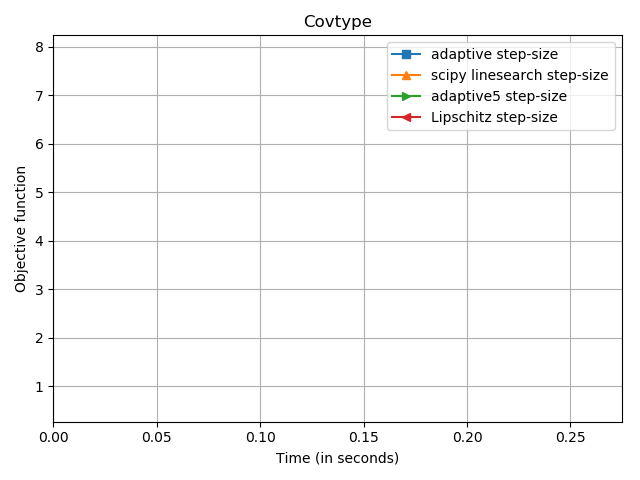 Covtype
adaptive step-size
scipy linesearch step-size
adaptive5 step-size
Lipschitz step-size
Objective function
8
7
6
5
4
3
2
1
0.00 0.05 0.10 0.15 0.20 0.25
Time (in seconds)